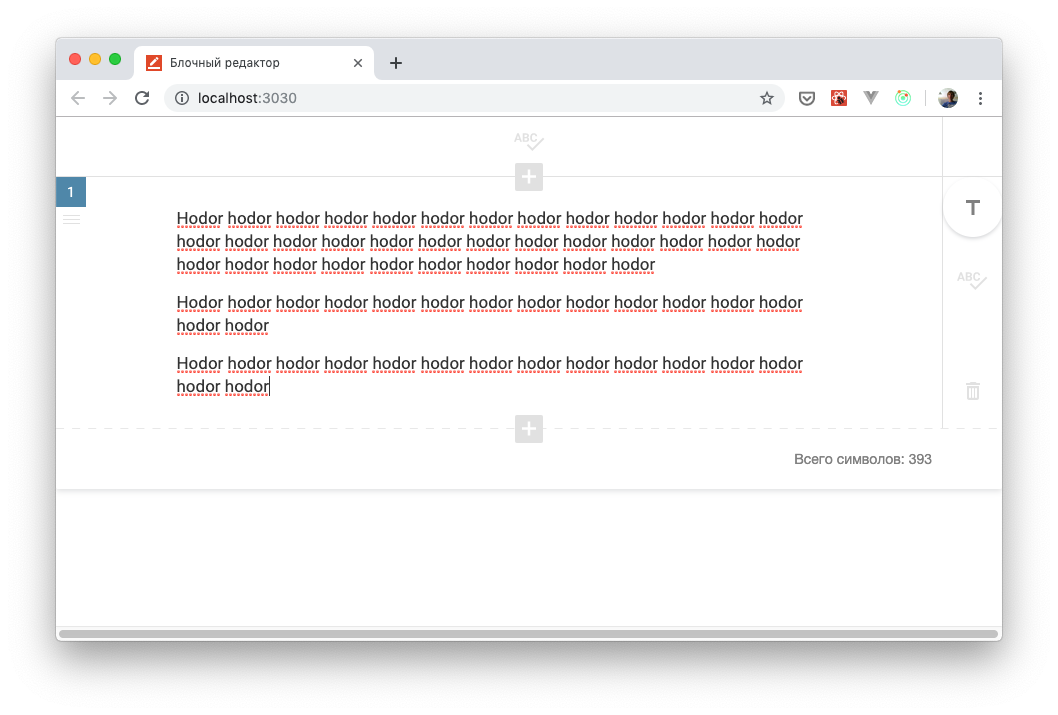 Блочный редактор
localhost:3030
ABC
1
Hodor hodor hodor hodor hodor hodor hodor hodor hodor hodor hodor hodor hodor
hodor hodor hodor hodor hodor hodor hodor hodor hodor hodor hodor hodor hodor
hodor hodor hodor hodor hodor hodor hodor hodor hodor hodor
T
ABC
Hodor hodor hodor hodor hodor hodor hodor hodor hodor hodor hodor hodor hodor
hodor hodor
Hodor hodor hodor hodor hodor hodor hodor hodor hodor hodor hodor hodor hodor
hodor hodor
Всего символов: 393